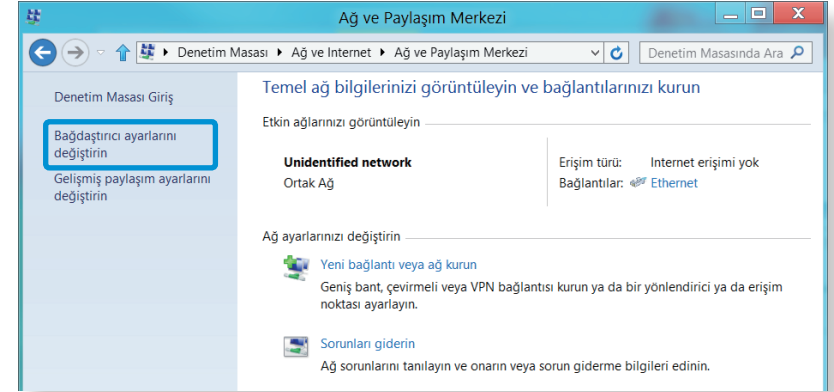 Ağ ve Paylaşım Merkezi
Denetim Masası Ağ ve Internet Ağ ve Paylaşım Merkezi
Denetim Masasında Ara
Denetim Masası Giriş
Bağdaştırıcı ayarlarını
değiştirin
Gelişmiş paylaşım ayarlarını
değiştirin
Temel ağ bilgilerinizi görüntüleyin ve bağlantılarınızı kurun
Etkin ağlarınızı görüntüleyin
Unidentified network
Ortak Ağ
Erişim türü: Internet erişimi yok
Bağlantılar: Ethernet
Ağ ayarlarınızı değiştirin
Yeni bağlantı veya ağ kurun
Geniş bant, çevirmeli veya VPN bağlantısı kurun ya da bir yönlendirici ya da erişim
noktası ayarlayın.
Sorunları giderin
Ağ sorunlarını tanılayın ve onarın veya sorun giderme bilgileri edinin.